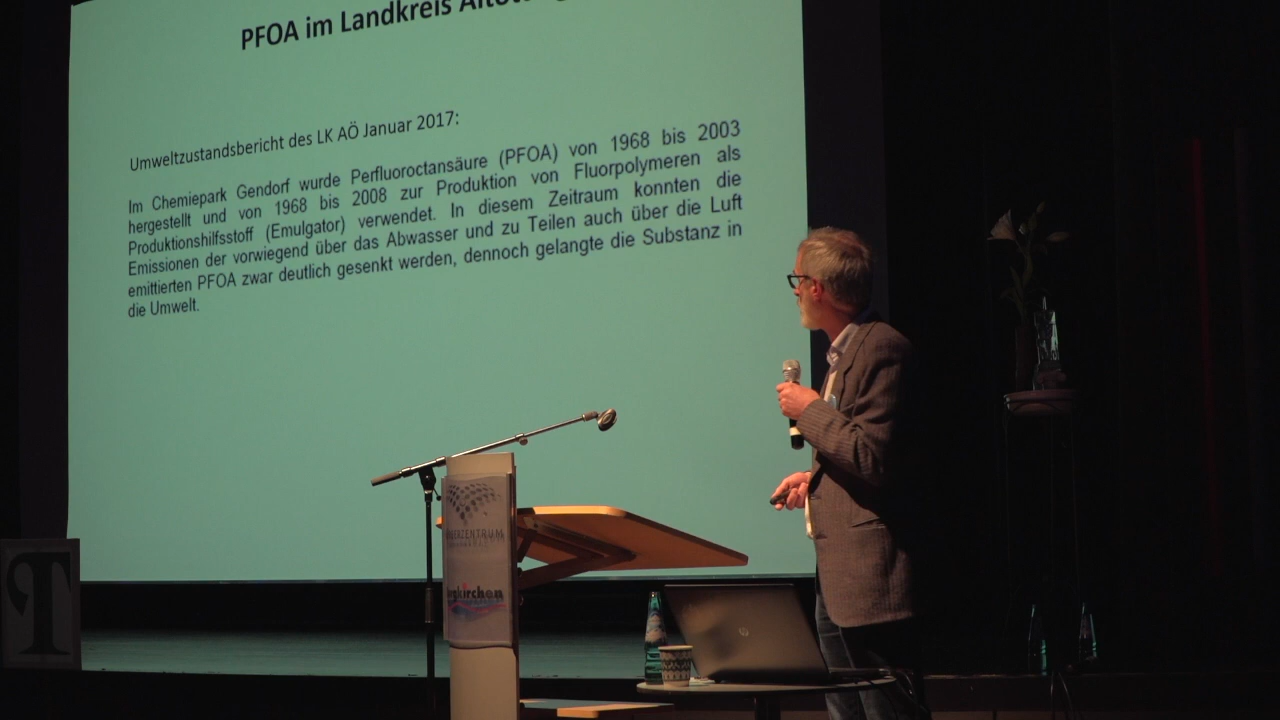 PFOA im Landkreis
Umweltzustandsbericht des LK AÖ Januar 2017:
Im Chemiepark Gendorf wurde Perfluoroctansäure (PFOA) von 1968 bis 2003
hergestellt und von 1968 bis 2008 zur Produktion von Fluorpolymeren als
Produktionshilfsstoff (Emulgator) verwendet. In diesem Zeitraum konnten die
Emissionen der vorwiegend über das Abwasser und zu Teilen auch über die Luft
emittierten PFOA zwar deutlich gesenkt werden, dennoch gelangte die Substanz in
die Umwelt.
T
hp